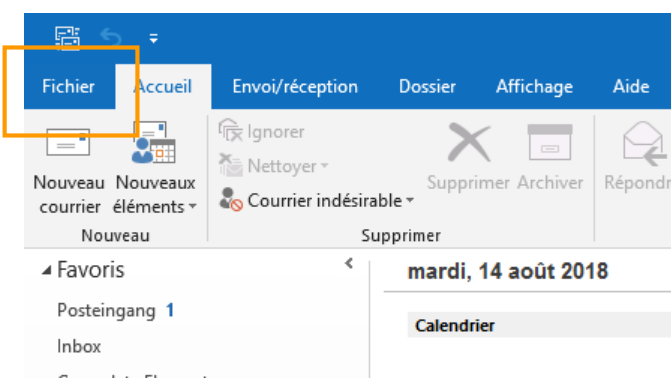 Fichier Accueil Envoi/réception Dossier Affichage Aide
Ignorer
Nettoyer
Nouveau courrier
Nouveaux éléments
Courrier indésirable
Supprimer Archiver
Nouveau Supprimer
Favoris
mardi, 14 août 2018
Posteingang 1
Calendrier
Inbox